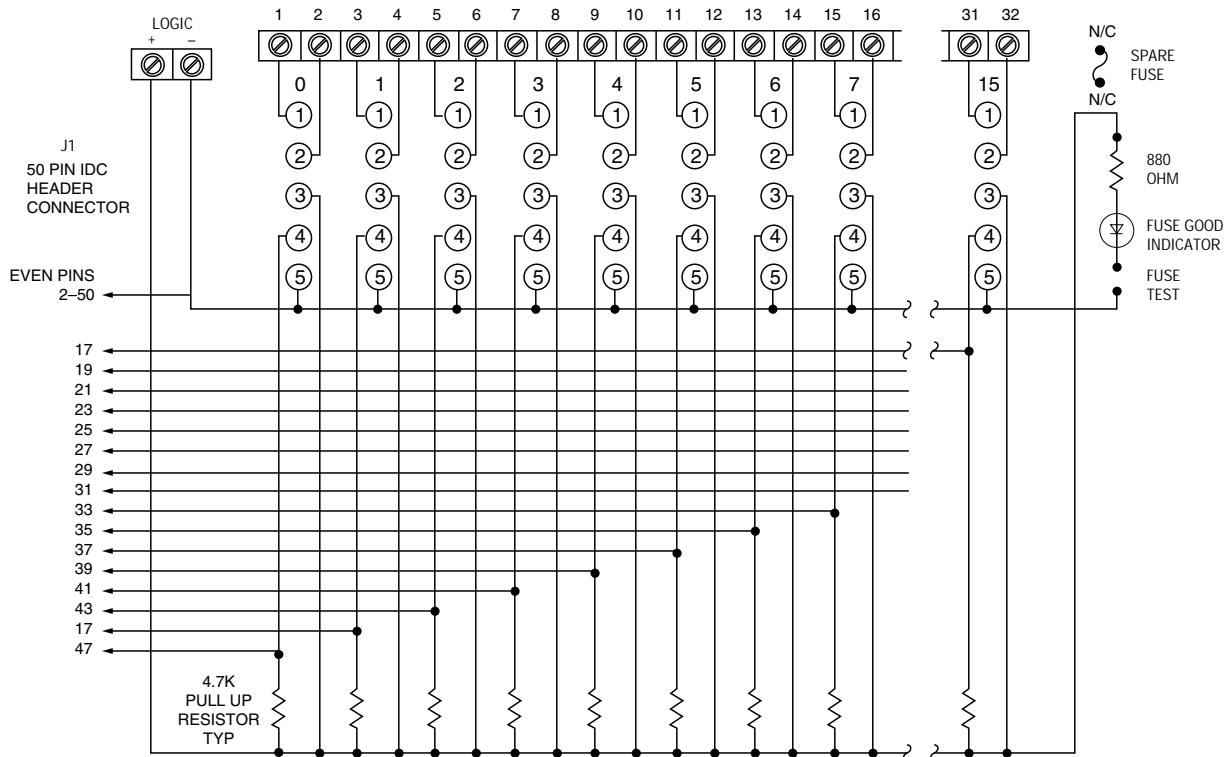 LOGIC
+ –
1 2 3 4 5 6 7 8 9 10 11 12 13 14 15 16 31 32
N/C
SPARE
FUSE
N/C
0 1 2 3 4 5 6 7 15
1 1 1 1 1 1 1 1 1
2 2 2 2 2 2 2 2 2
3 3 3 3 3 3 3 3 3
4 4 4 4 4 4 4 4 4
5 5 5 5 5 5 5 5 5
J1
50 PIN IDC
HEADER
CONNECTOR
880
OHM
FUSE GOOD
INDICATOR
FUSE
TEST
EVEN PINS
2–50
17
19
21
23
25
27
29
31
33
35
37
39
41
43
17
47
4.7K
PULL UP
RESISTOR
TYP